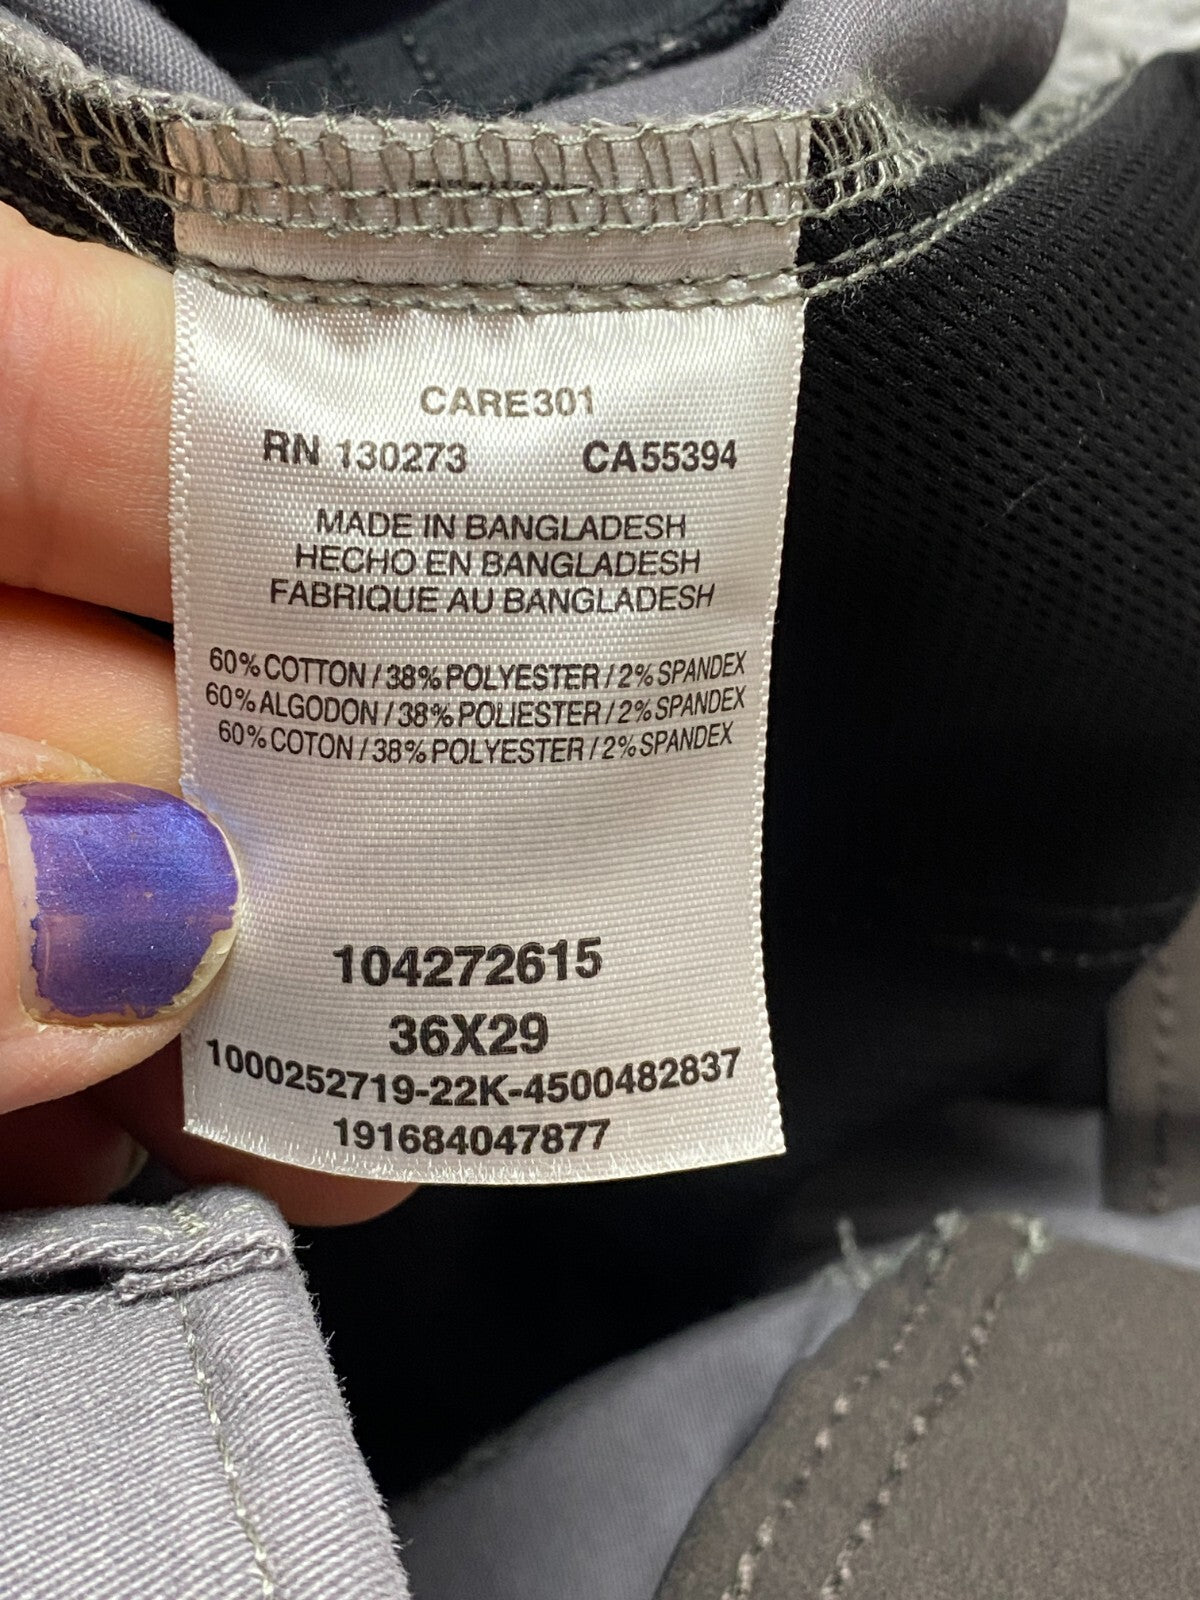 CARE301
RN 130273 CA55394
MADE IN BANGLADESH
HECHO EN BANGLADESH
FABRIQUE AU BANGLADESH
60% COTTON / 38% POLYESTER / 2% SPANDEX
60% ALGODON / 38% POLIESTER / 2% SPANDEX
60% COTON / 38% POLYESTER / 2% SPANDEX
104272615
36X29
1000252719-22K-4500482837
191684047877